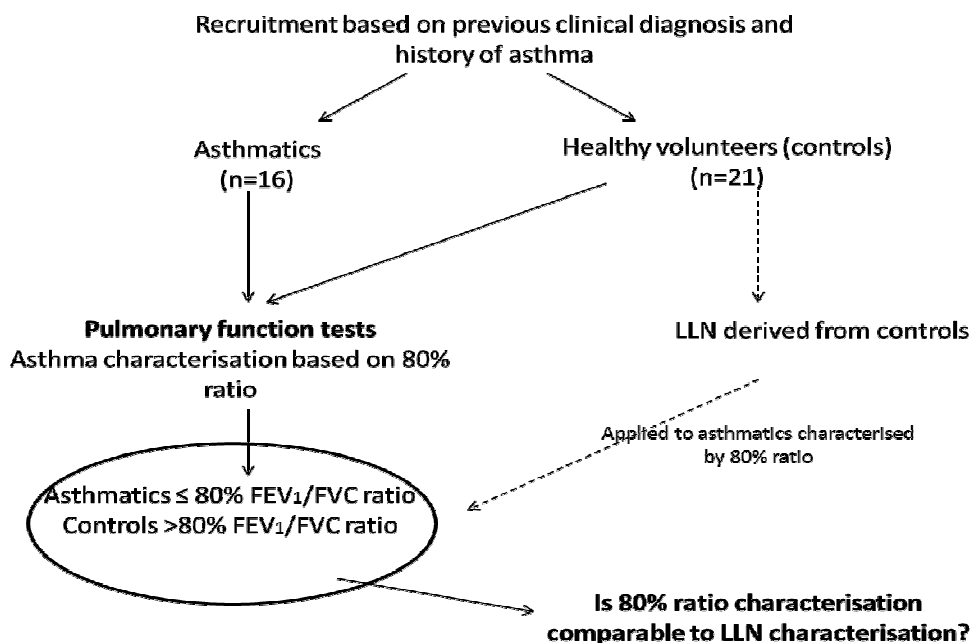 Recruitment based on previous clinical diagnosis and
history of asthma
Asthmatics
(n=16)
Healthy volunteers (controls)
(n=21)
Pulmonary function tests
Asthma characterisation based on 80%
ratio
LLN derived from controls
Applied to asthmatics characterised
by 80% ratio
Asthmatics ≤ 80% FEV₁/FVC ratio
Controls >80% FEV₁/FVC ratio
Is 80% ratio characterisation
comparable to LLN characterisation?